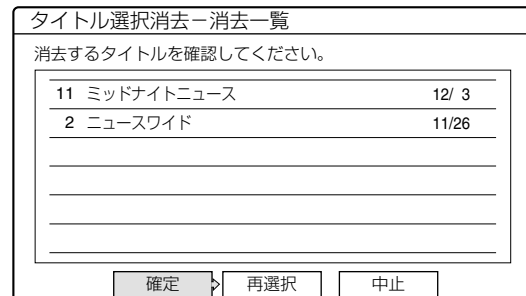 タイトル選択消去－消去一覧
消去するタイトルを確認してください。
11 ミッドナイトニュース 12/ 3
2 ニュースワイド 11/26
確定 再選択 中止